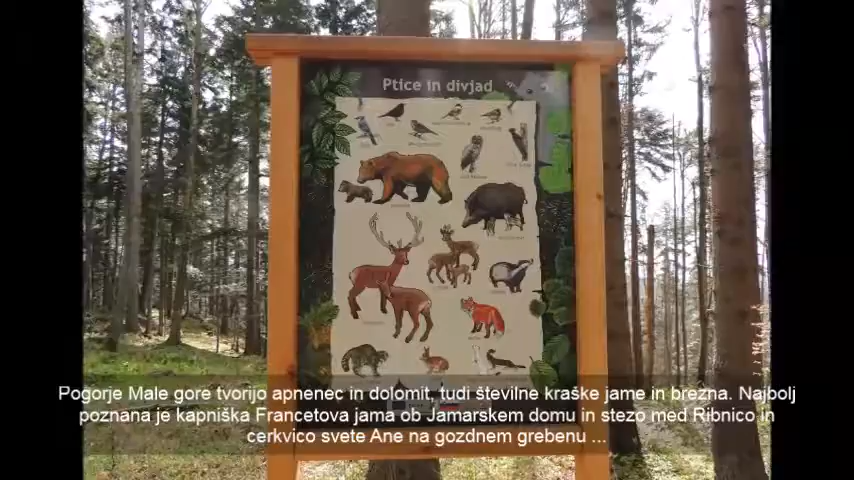 Ptice in divjad
Pogorje Male gore tvorijo apnenec in dolomit, tudi številne kraške jame in brezna. Najbolj
poznana je kapniška Francetova jama ob Jamarskem domu in stezo med Ribnico in
cerkvico svete Ane na gozdnem grebenu ...